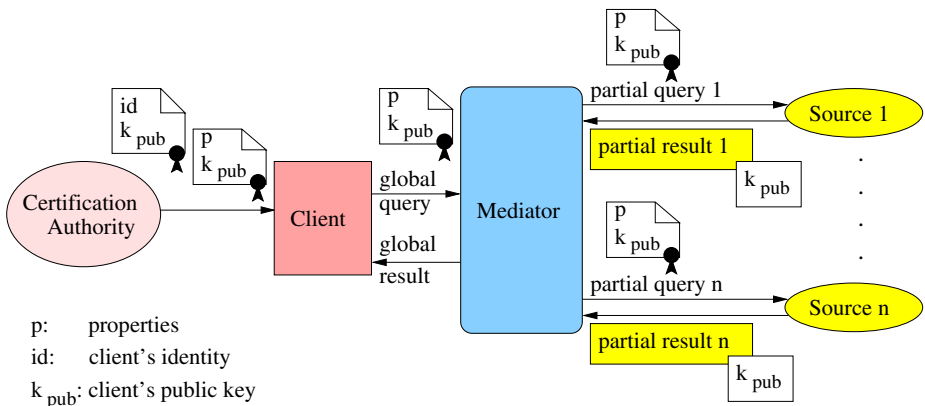 p
k pub
partial query 1
Source 1
partial result 1
k pub
id
k pub
p
k pub
p
k pub
Certification
Authority
Client
global
query
global
result
Mediator
p
k pub
partial query n
Source n
partial result n
k pub
p: properties
id: client's identity
k pub: client's public key